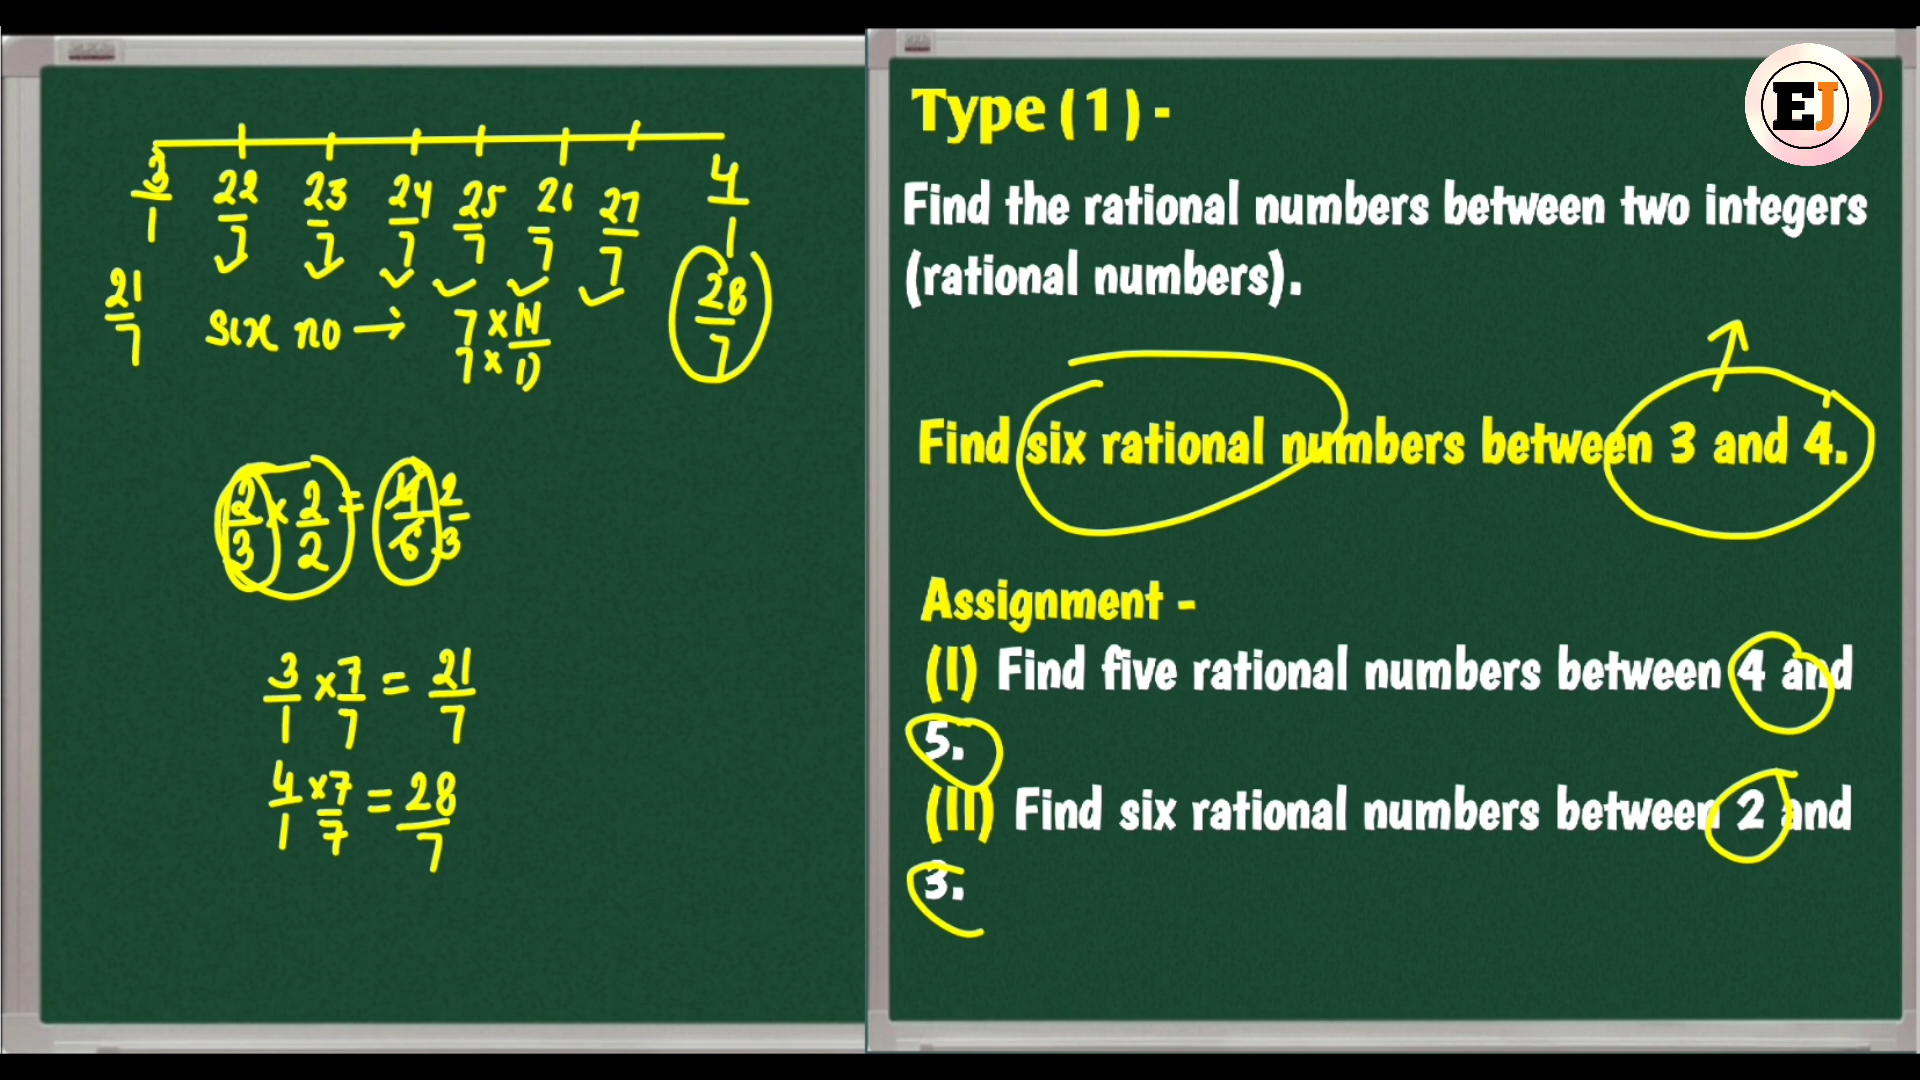 3/1 22/7 23/7 24/7 25/7 26/7 27/7 4/1
21/7 six no → 7 × N / 7 × D 28/7
2/3 × 2/2 = 4/6 2/3
3/1 × 7/7 = 21/7
4/1 × 7/7 = 28/7
EJ
Type (1) -
Find the rational numbers between two integers
(rational numbers).
Find six rational numbers between 3 and 4.
Assignment -
(I) Find five rational numbers between 4 and
5.
(II) Find six rational numbers between 2 and
3.